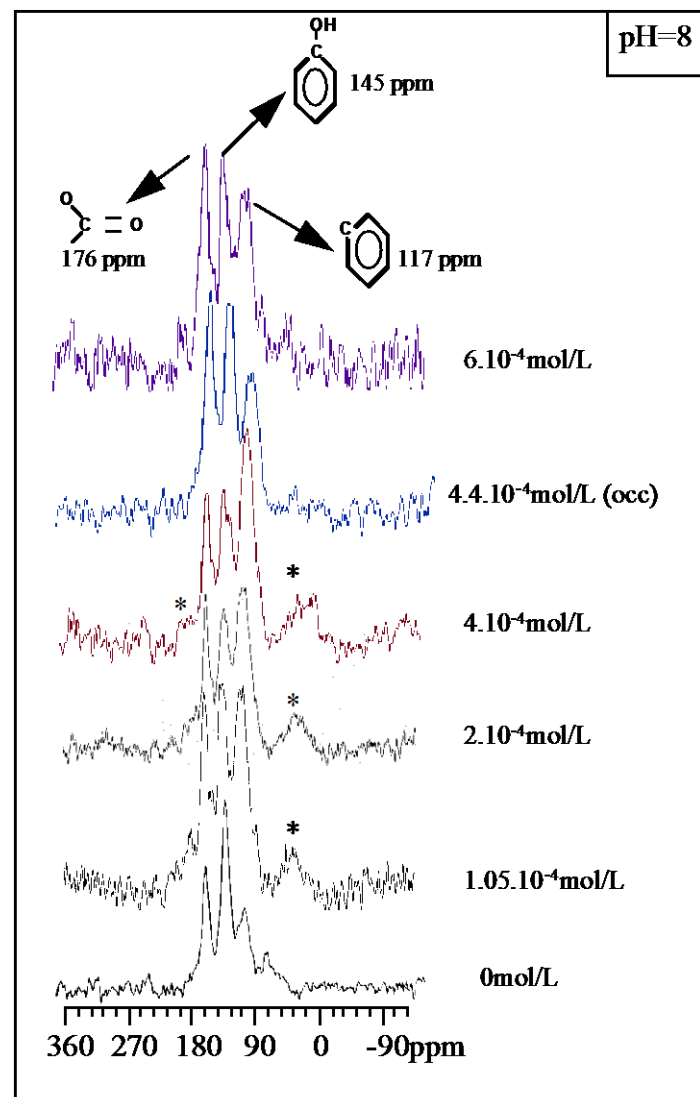 pH=8
OH
C
145 ppm
O
C = O
176 ppm
C
117 ppm
6.10⁻⁴mol/L
4.4.10⁻⁴mol/L (occ)
*
*
4.10⁻⁴mol/L
*
2.10⁻⁴mol/L
*
1.05.10⁻⁴mol/L
0mol/L
360 270 180 90 0 -90ppm